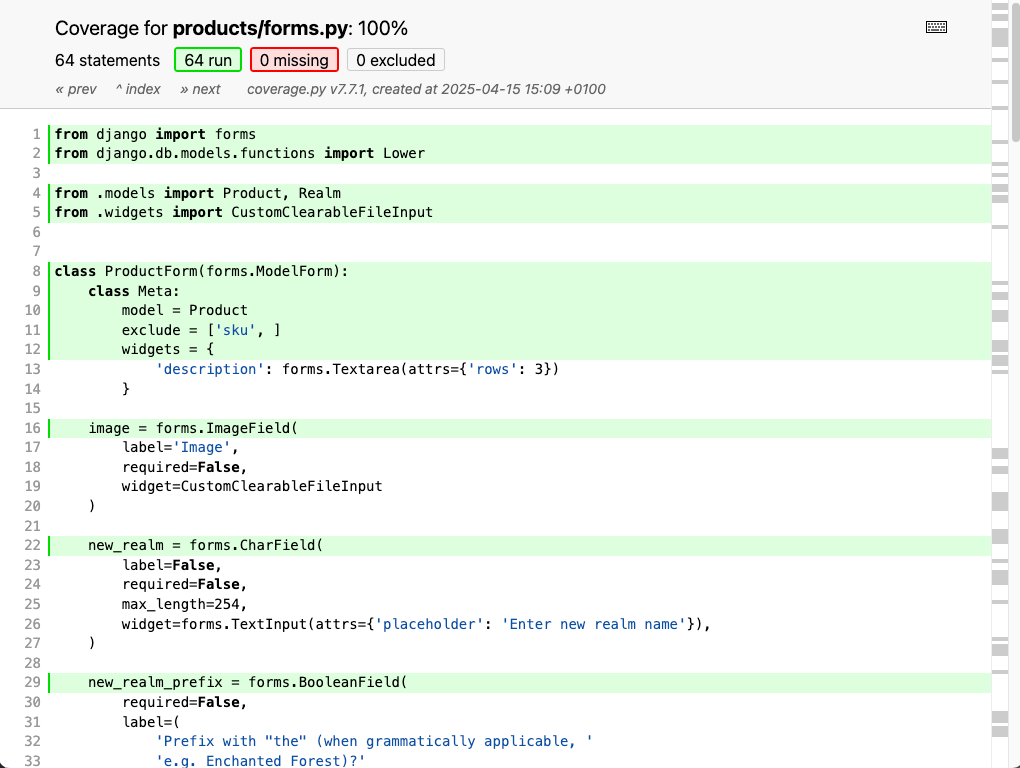 Coverage for products/forms.py: 100%
64 statements 64 run 0 missing 0 excluded
« prev ^ index » next coverage.py v7.7.1, created at 2025-04-15 15:09 +0100
1 from django import forms
2 from django.db.models.functions import Lower
3
4 from .models import Product, Realm
5 from .widgets import CustomClearableFileInput
6
7
8 class ProductForm(forms.ModelForm):
9     class Meta:
10         model = Product
11         exclude = ['sku', ]
12         widgets = {
13             'description': forms.Textarea(attrs={'rows': 3})
14         }
15
16     image = forms.ImageField(
17         label='Image',
18         required=False,
19         widget=CustomClearableFileInput
20     )
21
22     new_realm = forms.CharField(
23         label=False,
24         required=False,
25         max_length=254,
26         widget=forms.TextInput(attrs={'placeholder': 'Enter new realm name'}),
27     )
28
29     new_realm_prefix = forms.BooleanField(
30         required=False,
31         label=(
32             'Prefix with "the" (when grammatically applicable, '
33             'e.g. Enchanted Forest)?'